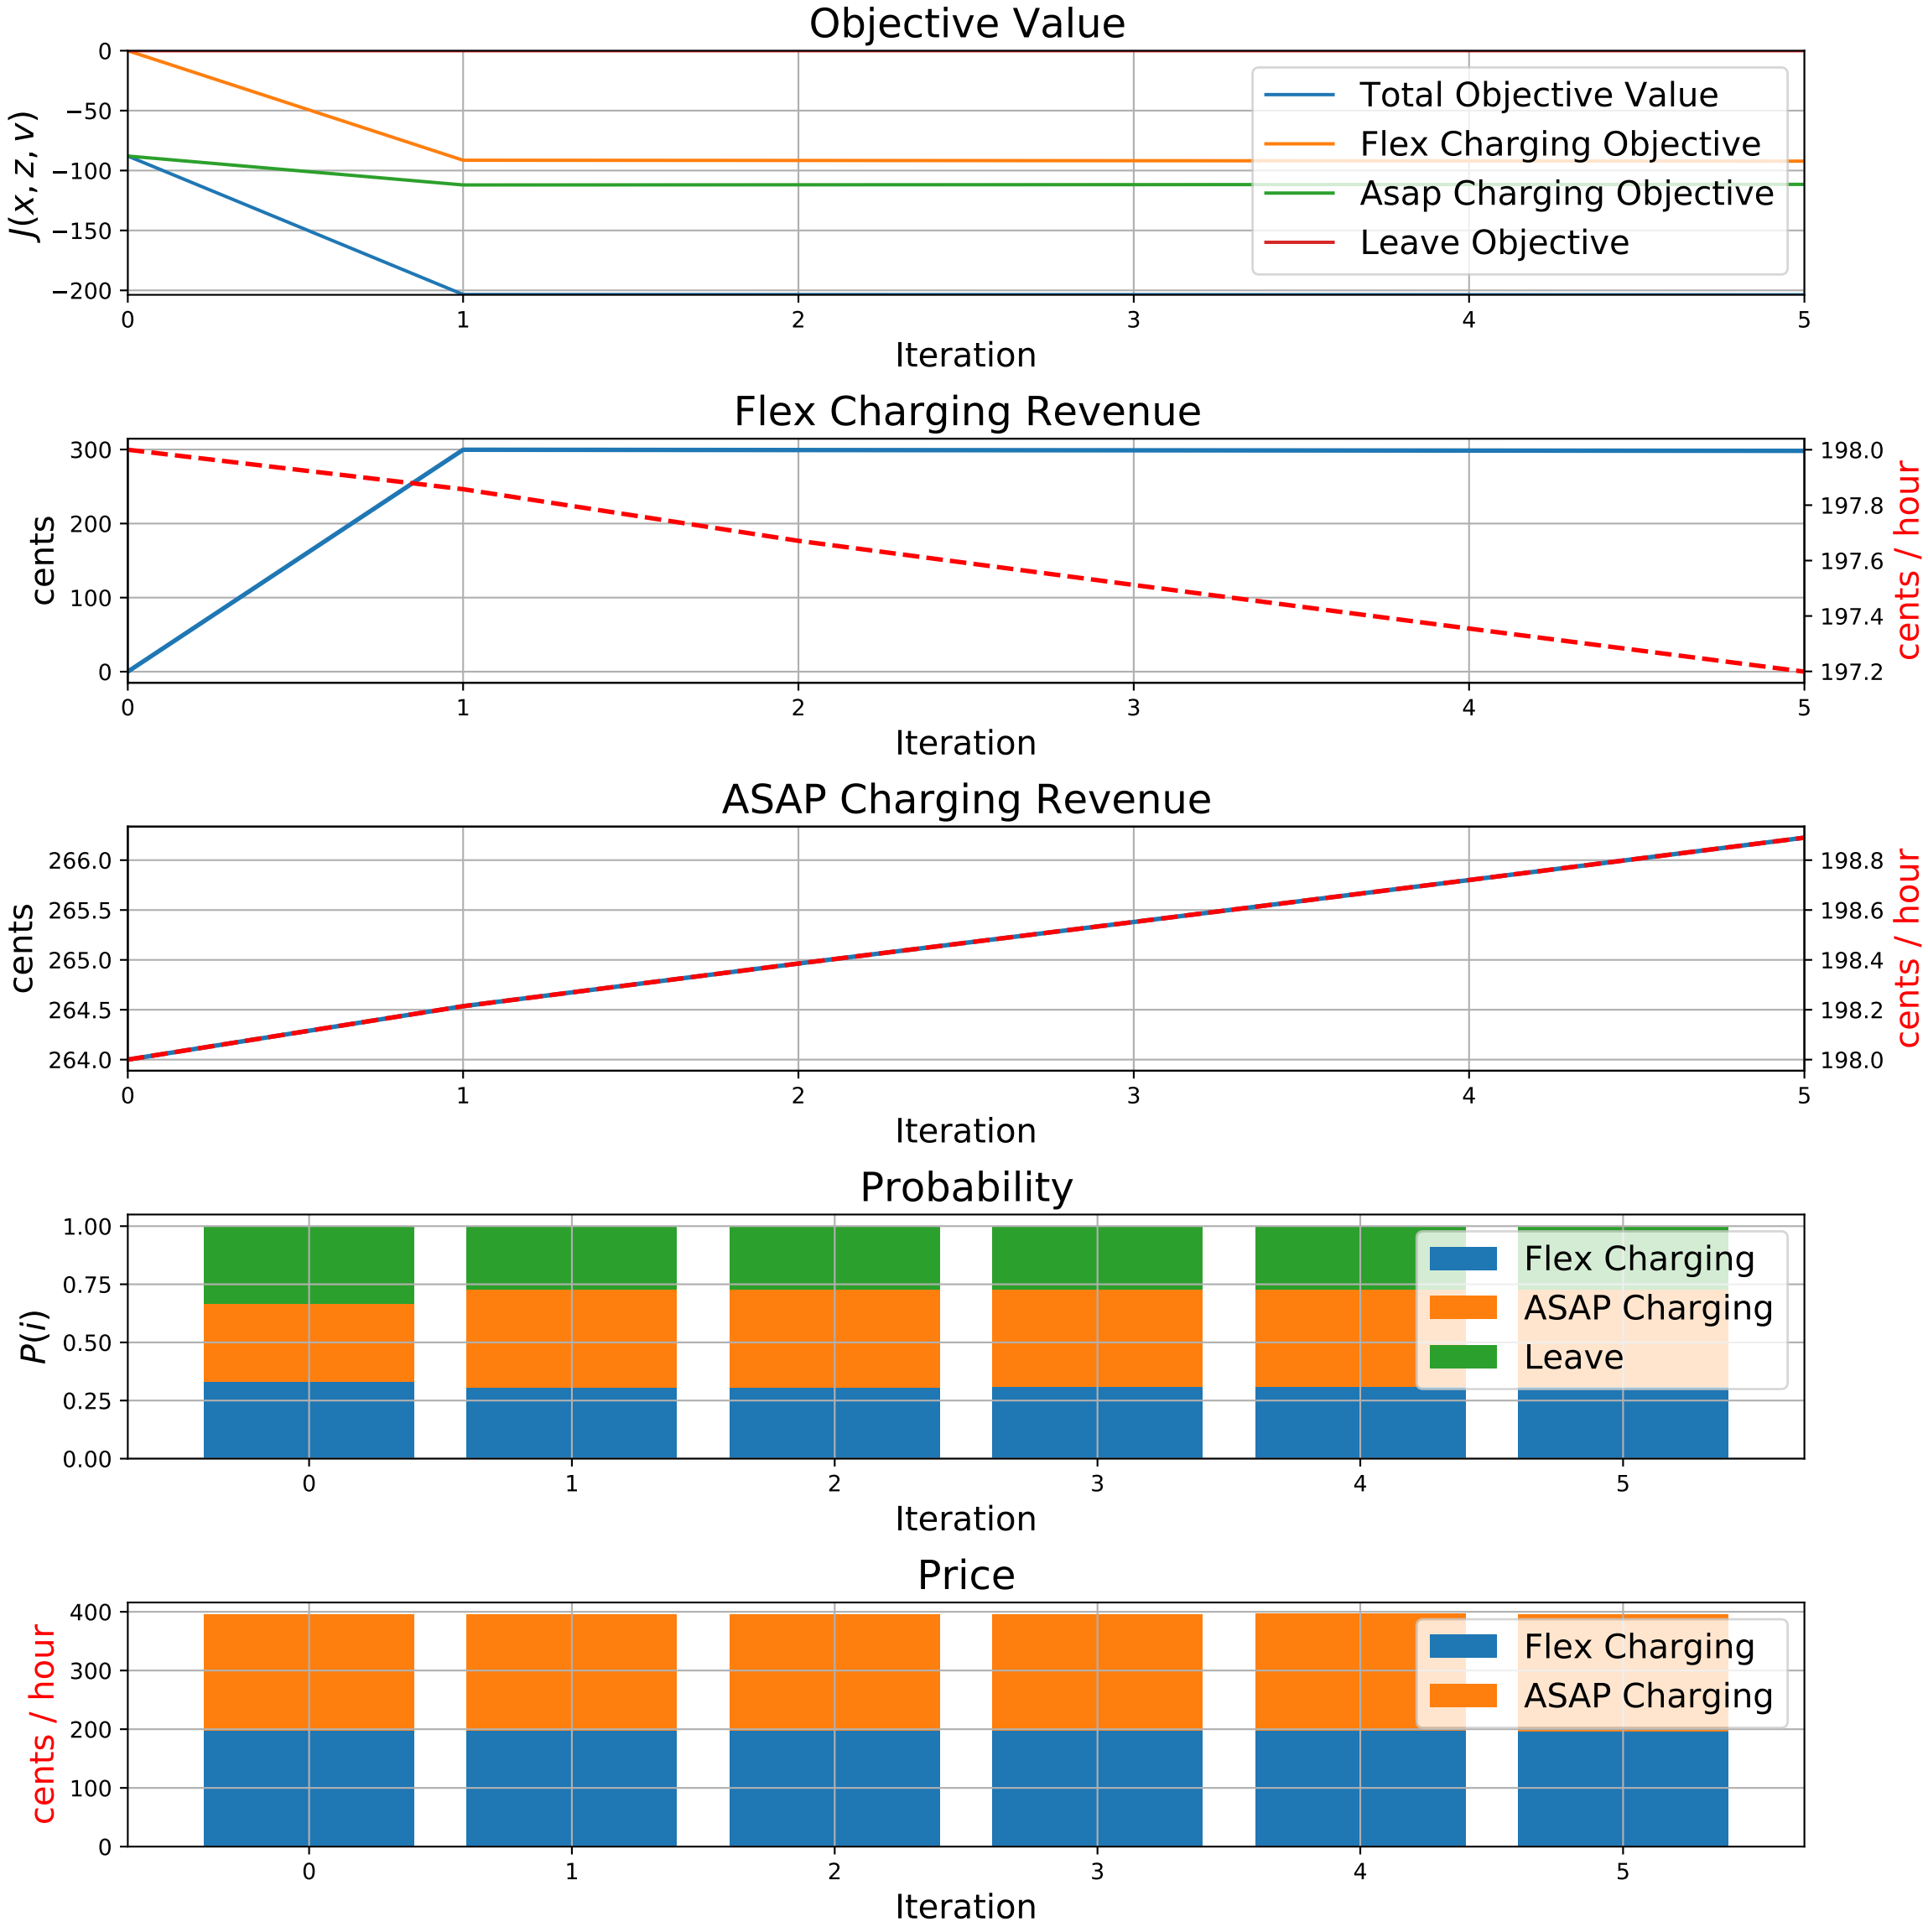 Objective Value
0
−50
−100
−150
−200
J(x, z, v)
Total Objective Value
Flex Charging Objective
Asap Charging Objective
Leave Objective
0 1 2 3 4 5
Iteration
Flex Charging Revenue
300
200
100
0
cents
198.0
197.8
197.6
197.4
197.2
cents / hour
0 1 2 3 4 5
Iteration
ASAP Charging Revenue
266.0
265.5
265.0
264.5
264.0
cents
198.8
198.6
198.4
198.2
198.0
cents / hour
0 1 2 3 4 5
Iteration
Probability
1.00
0.75
0.50
0.25
0.00
P(i)
Flex Charging
ASAP Charging
Leave
0 1 2 3 4 5
Iteration
Price
400
300
200
100
0
cents / hour
Flex Charging
ASAP Charging
0 1 2 3 4 5
Iteration